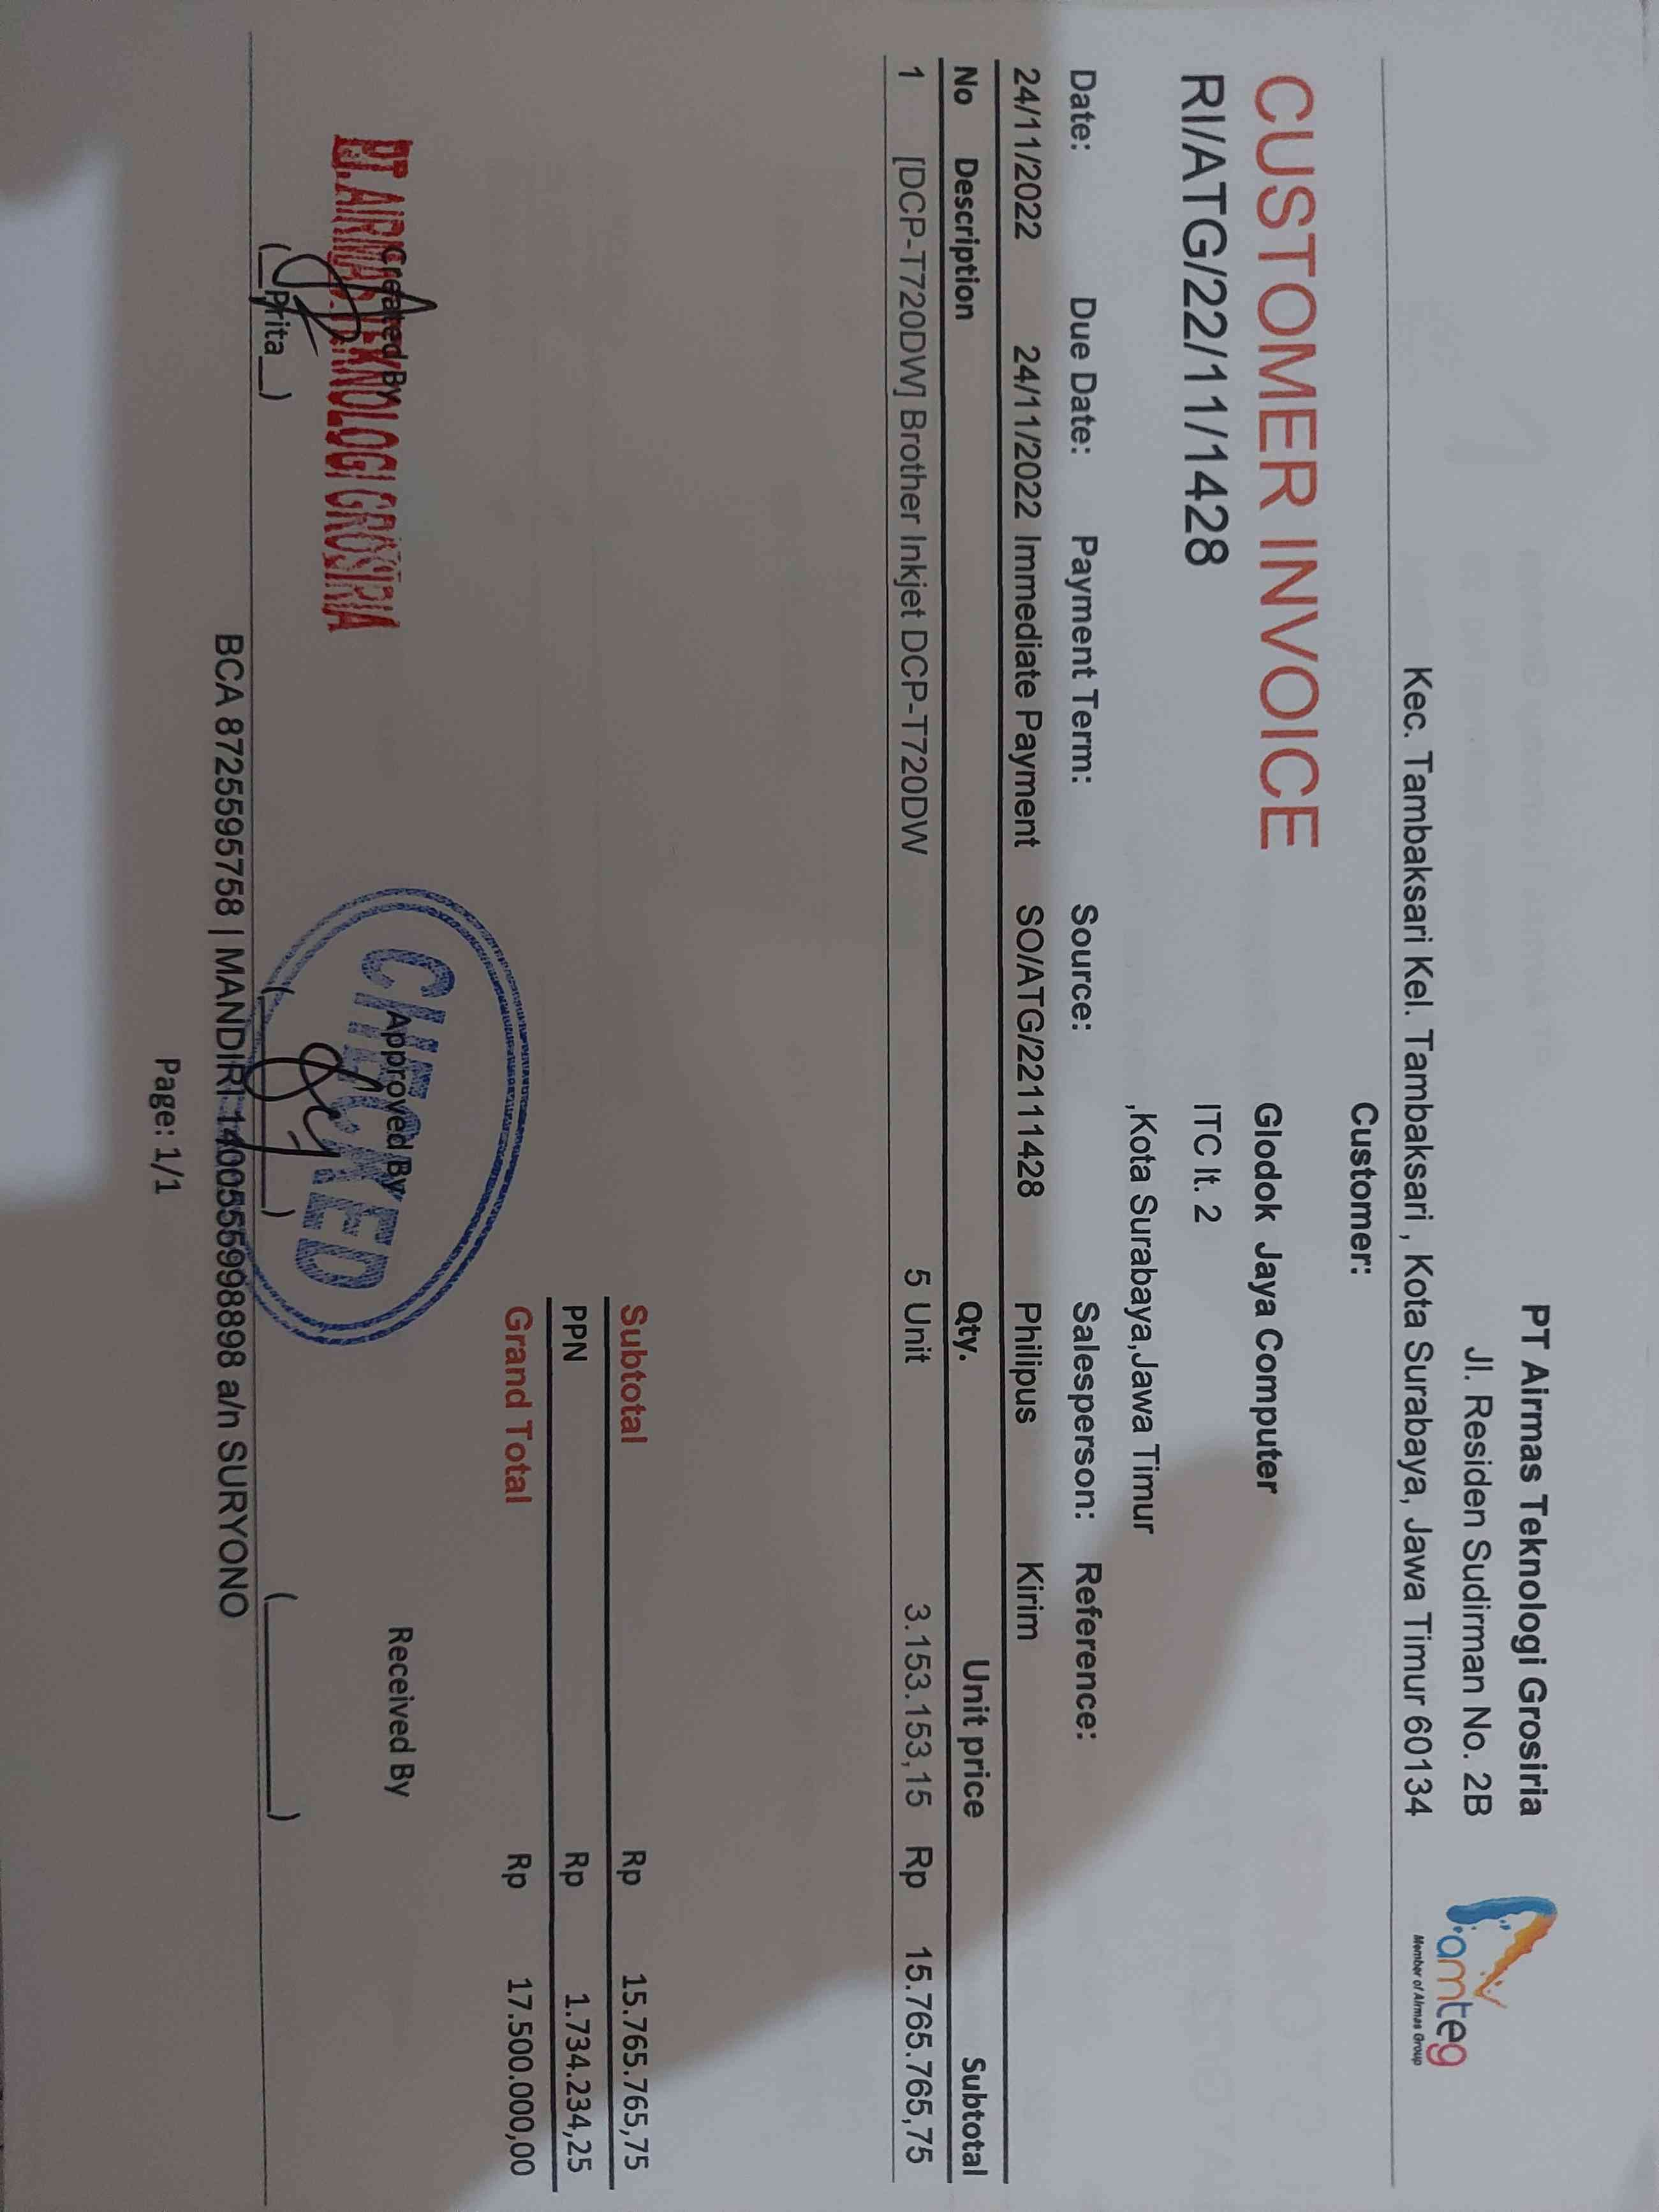 PT Airmas Teknologi Grosiria
Jl. Residen Sudirman No. 2B
Kec. Tambaksari Kel. Tambaksari , Kota Surabaya, Jawa Timur 60134
amteg
Member of Airmas Group
Customer:
CUSTOMER INVOICE
Glodok Jaya Computer
RI/ATG/22/11/1428
ITC lt. 2
,Kota Surabaya,Jawa Timur
Date: Due Date: Payment Term: Source: Salesperson: Reference:
24/11/2022 24/11/2022 Immediate Payment SO/ATG/22111428 Philipus Kirim
No Description Qty. Unit price Subtotal
1 [DCP-T720DW] Brother Inkjet DCP-T720DW 5 Unit 3.153.153,15 Rp 15.765.765,75
Subtotal Rp 15.765.765,75
PPN Rp 1.734.234,25
Grand Total Rp 17.500.000,00
Created By Approved By Received By
PT. AIRMAS TEKNOLOGI GROSIRIA
CHECKED
(__Prita__) (________) (________)
BCA 8725595758 | MANDIRI 1400555998898 a/n SURYONO
Page: 1/1